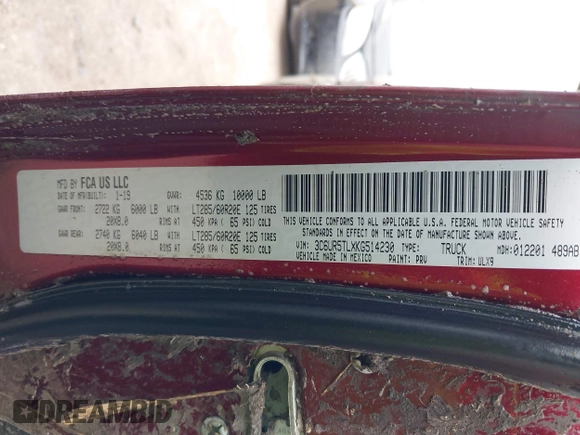 MFD BY FCA US LLC
DATE OF MFR(BUILT): 1-19 GVWR: 4536 KG 10000 LB
GAWR FRONT: 2722 KG 6000 LB WITH LT285/60R20E 125 TIRES
20X8.0 RIMS AT 450 KPA ( 65 PSI) COLD
GAWR REAR: 2740 KG 6040 LB WITH LT285/60R20E 125 TIRES
20X8.0 RIMS AT 450 KPA ( 65 PSI) COLD
THIS VEHICLE CONFORMS TO ALL APPLICABLE U.S.A. FEDERAL MOTOR VEHICLE SAFETY
STANDARDS IN EFFECT ON THE DATE OF MANUFACTURE SHOWN ABOVE.
VIN: 3C6UR5TLXKG514230 TYPE: TRUCK MDH: 012201 489AB
VEHICLE MADE IN MEXICO PAINT: PRV TRIM: ULX9
DREAMBID